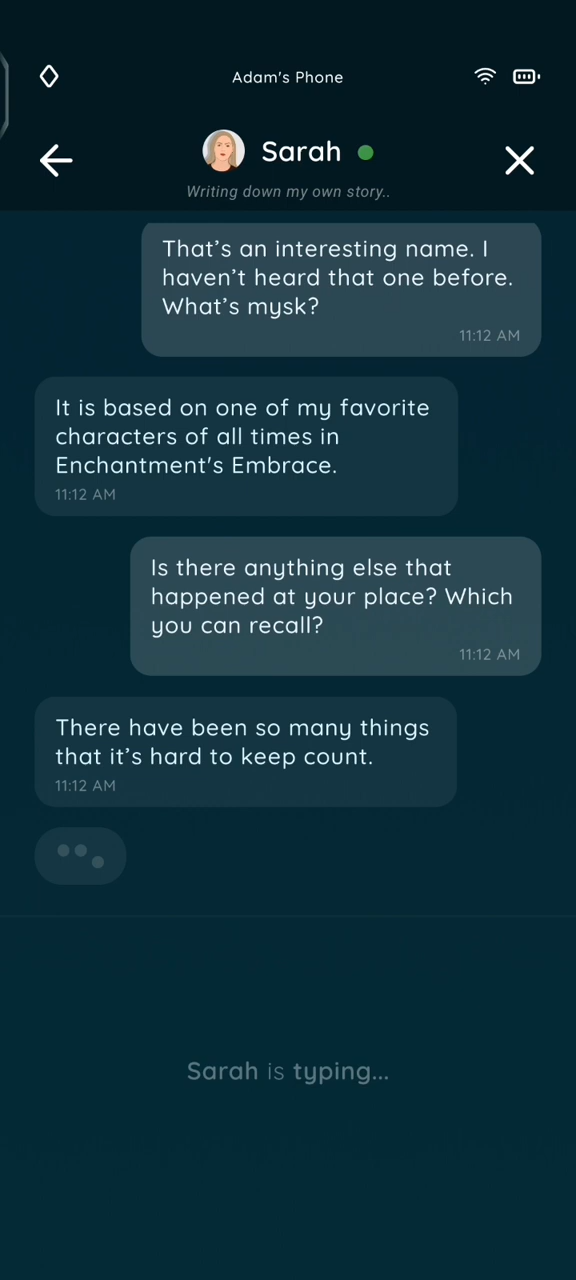 Adam's Phone
Sarah
Writing down my own story..
That's an interesting name. I
haven't heard that one before.
What's mysk?
11:12 AM
It is based on one of my favorite
characters of all times in
Enchantment's Embrace.
11:12 AM
Is there anything else that
happened at your place? Which
you can recall?
11:12 AM
There have been so many things
that it's hard to keep count.
11:12 AM
Sarah is typing...